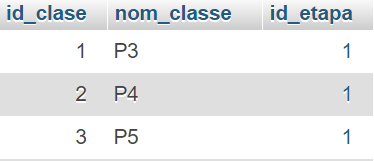 id_clase nom_classe id_etapa
1 P3 1
2 P4 1
3 P5 1